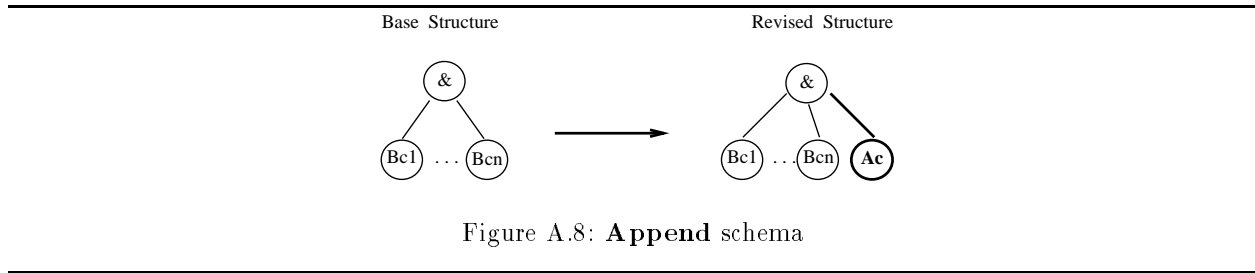 Base Structure Revised Structure
& &
Bc1 ... Bcn Bc1 ... Bcn Ac
Figure A.8: Append schema